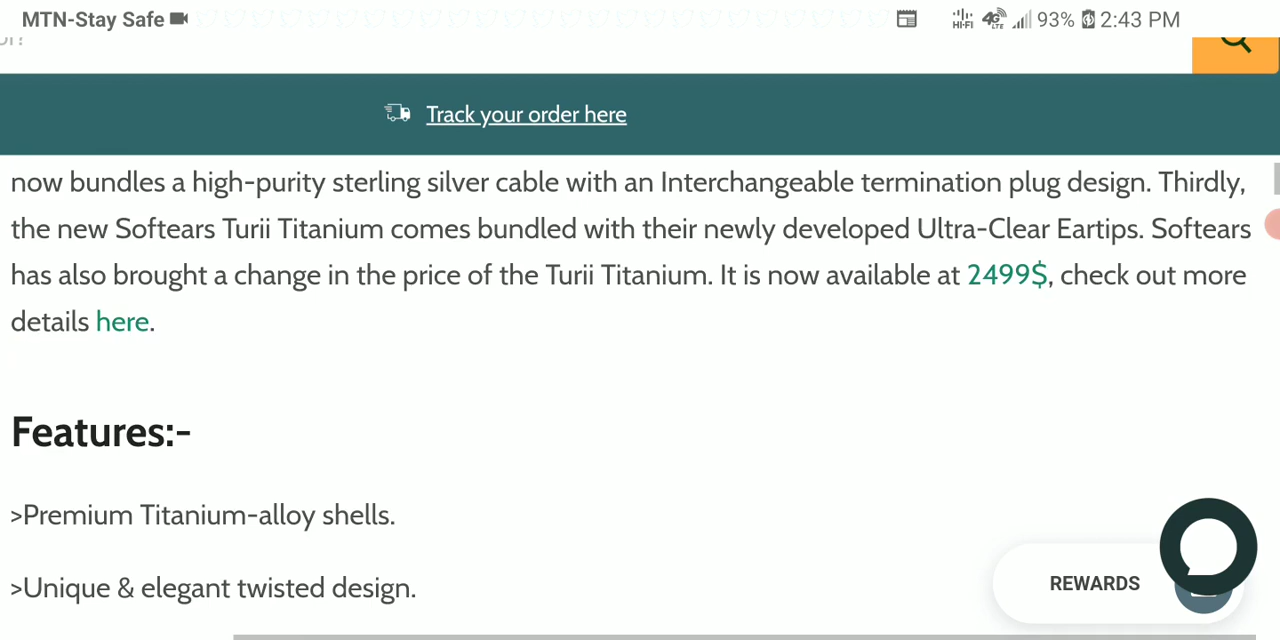 MTN-Stay Safe 93% 2:43 PM
Track your order here
now bundles a high-purity sterling silver cable with an Interchangeable termination plug design. Thirdly,
the new Softears Turii Titanium comes bundled with their newly developed Ultra-Clear Eartips. Softears
has also brought a change in the price of the Turii Titanium. It is now available at 2499$, check out more
details here.
Features:-
>Premium Titanium-alloy shells.
>Unique & elegant twisted design.
REWARDS